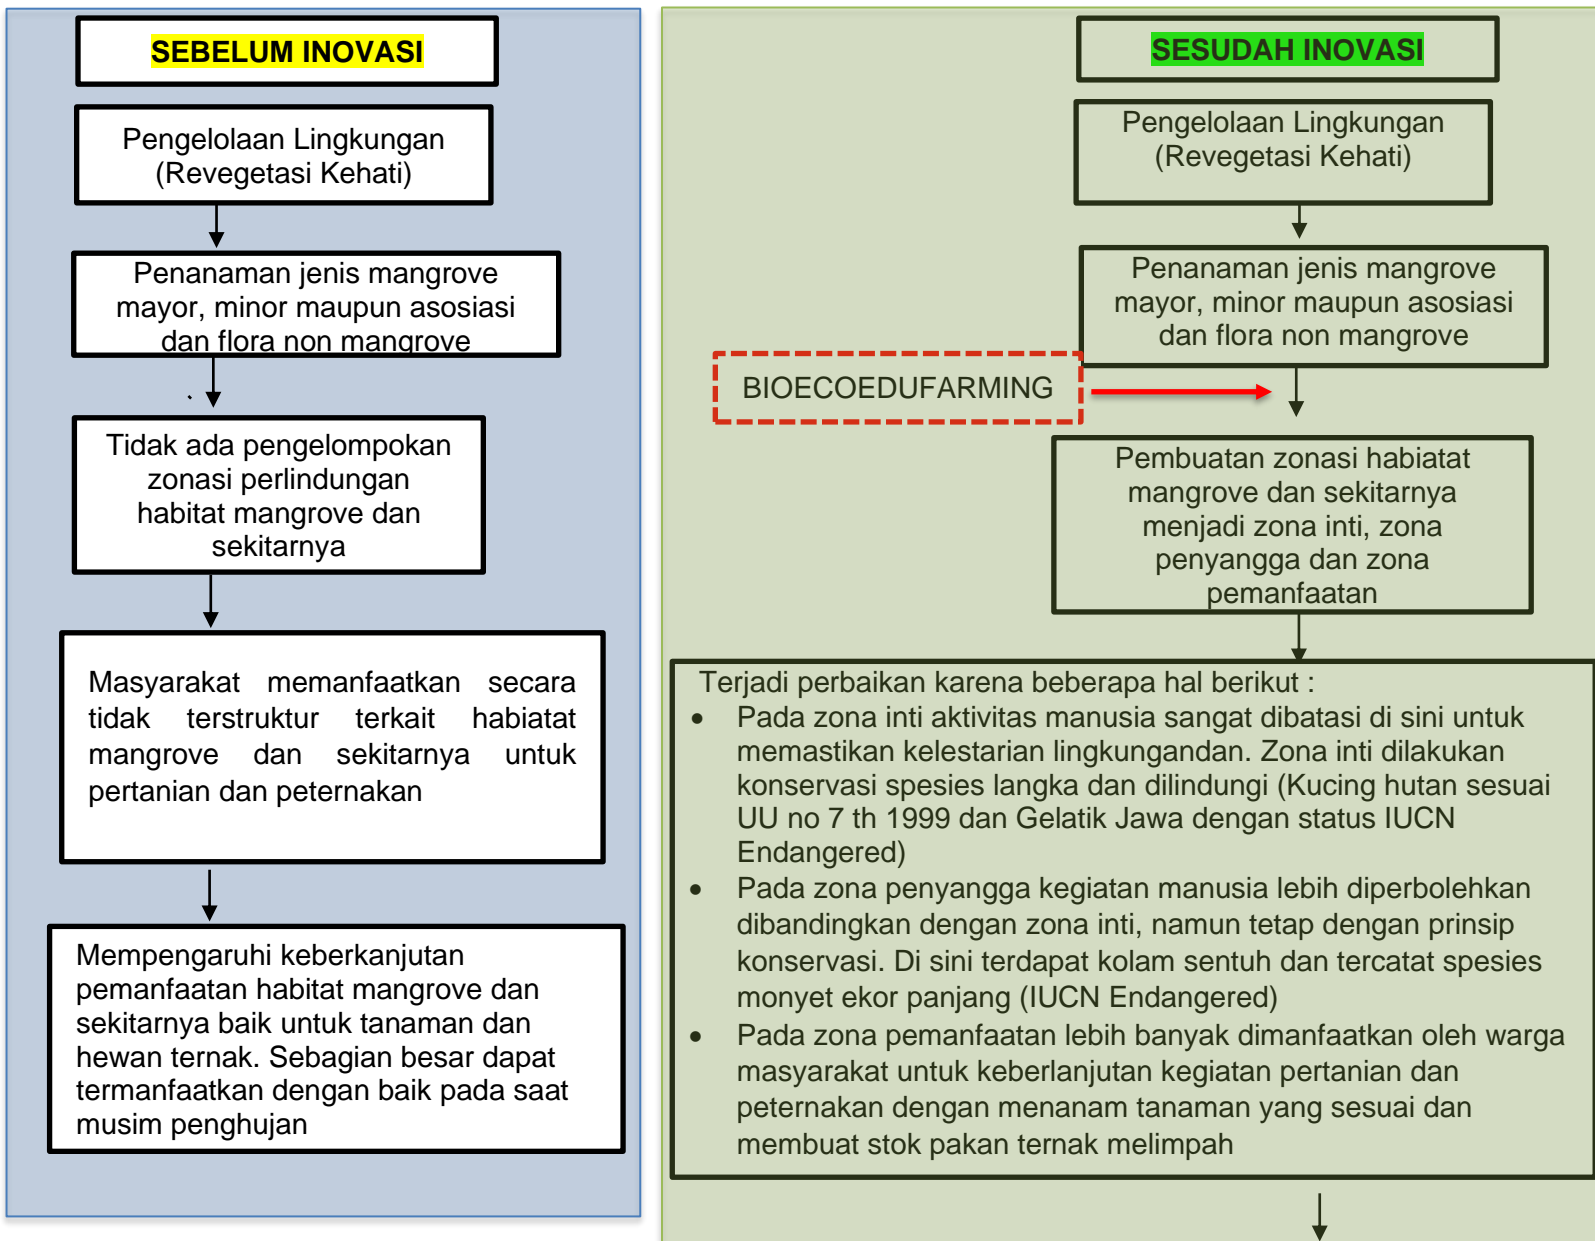 SEBELUM INOVASI
Pengelolaan Lingkungan
(Revegetasi Kehati)
Penanaman jenis mangrove
mayor, minor maupun asosiasi
dan flora non mangrove
Tidak ada pengelompokan
zonasi perlindungan
habitat mangrove dan
sekitarnya
Masyarakat memanfaatkan secara
tidak terstruktur terkait habiatat
mangrove dan sekitarnya untuk
pertanian dan peternakan
Mempengaruhi keberkanjutan
pemanfaatan habitat mangrove dan
sekitarnya baik untuk tanaman dan
hewan ternak. Sebagian besar dapat
termanfaatkan dengan baik pada saat
musim penghujan
SESUDAH INOVASI
Pengelolaan Lingkungan
(Revegetasi Kehati)
Penanaman jenis mangrove
mayor, minor maupun asosiasi
dan flora non mangrove
BIOECOEDUFARMING
Pembuatan zonasi habiatat
mangrove dan sekitarnya
menjadi zona inti, zona
penyangga dan zona
pemanfaatan
Terjadi perbaikan karena beberapa hal berikut :
• Pada zona inti aktivitas manusia sangat dibatasi di sini untuk
memastikan kelestarian lingkungandan. Zona inti dilakukan
konservasi spesies langka dan dilindungi (Kucing hutan sesuai
UU no 7 th 1999 dan Gelatik Jawa dengan status IUCN
Endangered)
• Pada zona penyangga kegiatan manusia lebih diperbolehkan
dibandingkan dengan zona inti, namun tetap dengan prinsip
konservasi. Di sini terdapat kolam sentuh dan tercatat spesies
monyet ekor panjang (IUCN Endangered)
• Pada zona pemanfaatan lebih banyak dimanfaatkan oleh warga
masyarakat untuk keberlanjutan kegiatan pertanian dan
peternakan dengan menanam tanaman yang sesuai dan
membuat stok pakan ternak melimpah